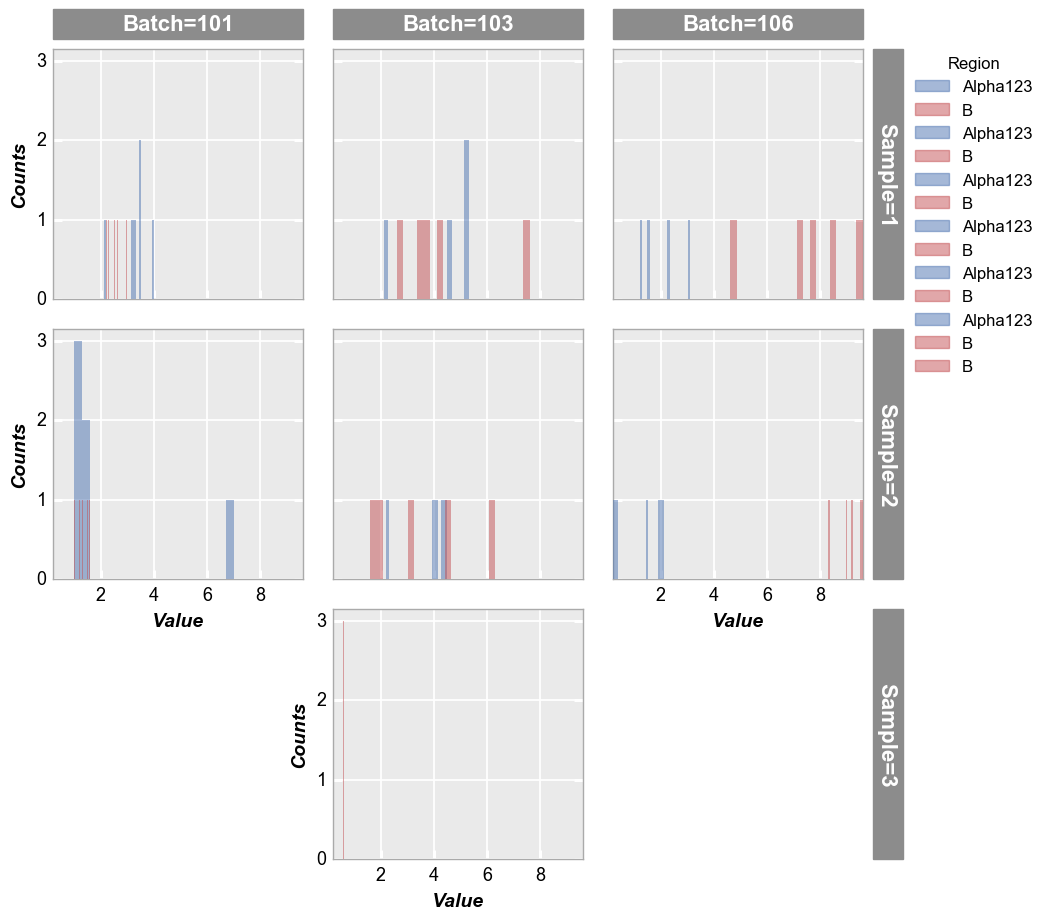 Batch=101
Batch=103
Batch=106
3
2
1
0
Counts
Sample=1
Region
Alpha123
B
Alpha123
B
Alpha123
B
Alpha123
B
Alpha123
B
Alpha123
B
B
3
2
1
0
Counts
2 4 6 8
Value
2 4 6 8
Value
Sample=2
3
2
1
0
Counts
2 4 6 8
Value
Sample=3